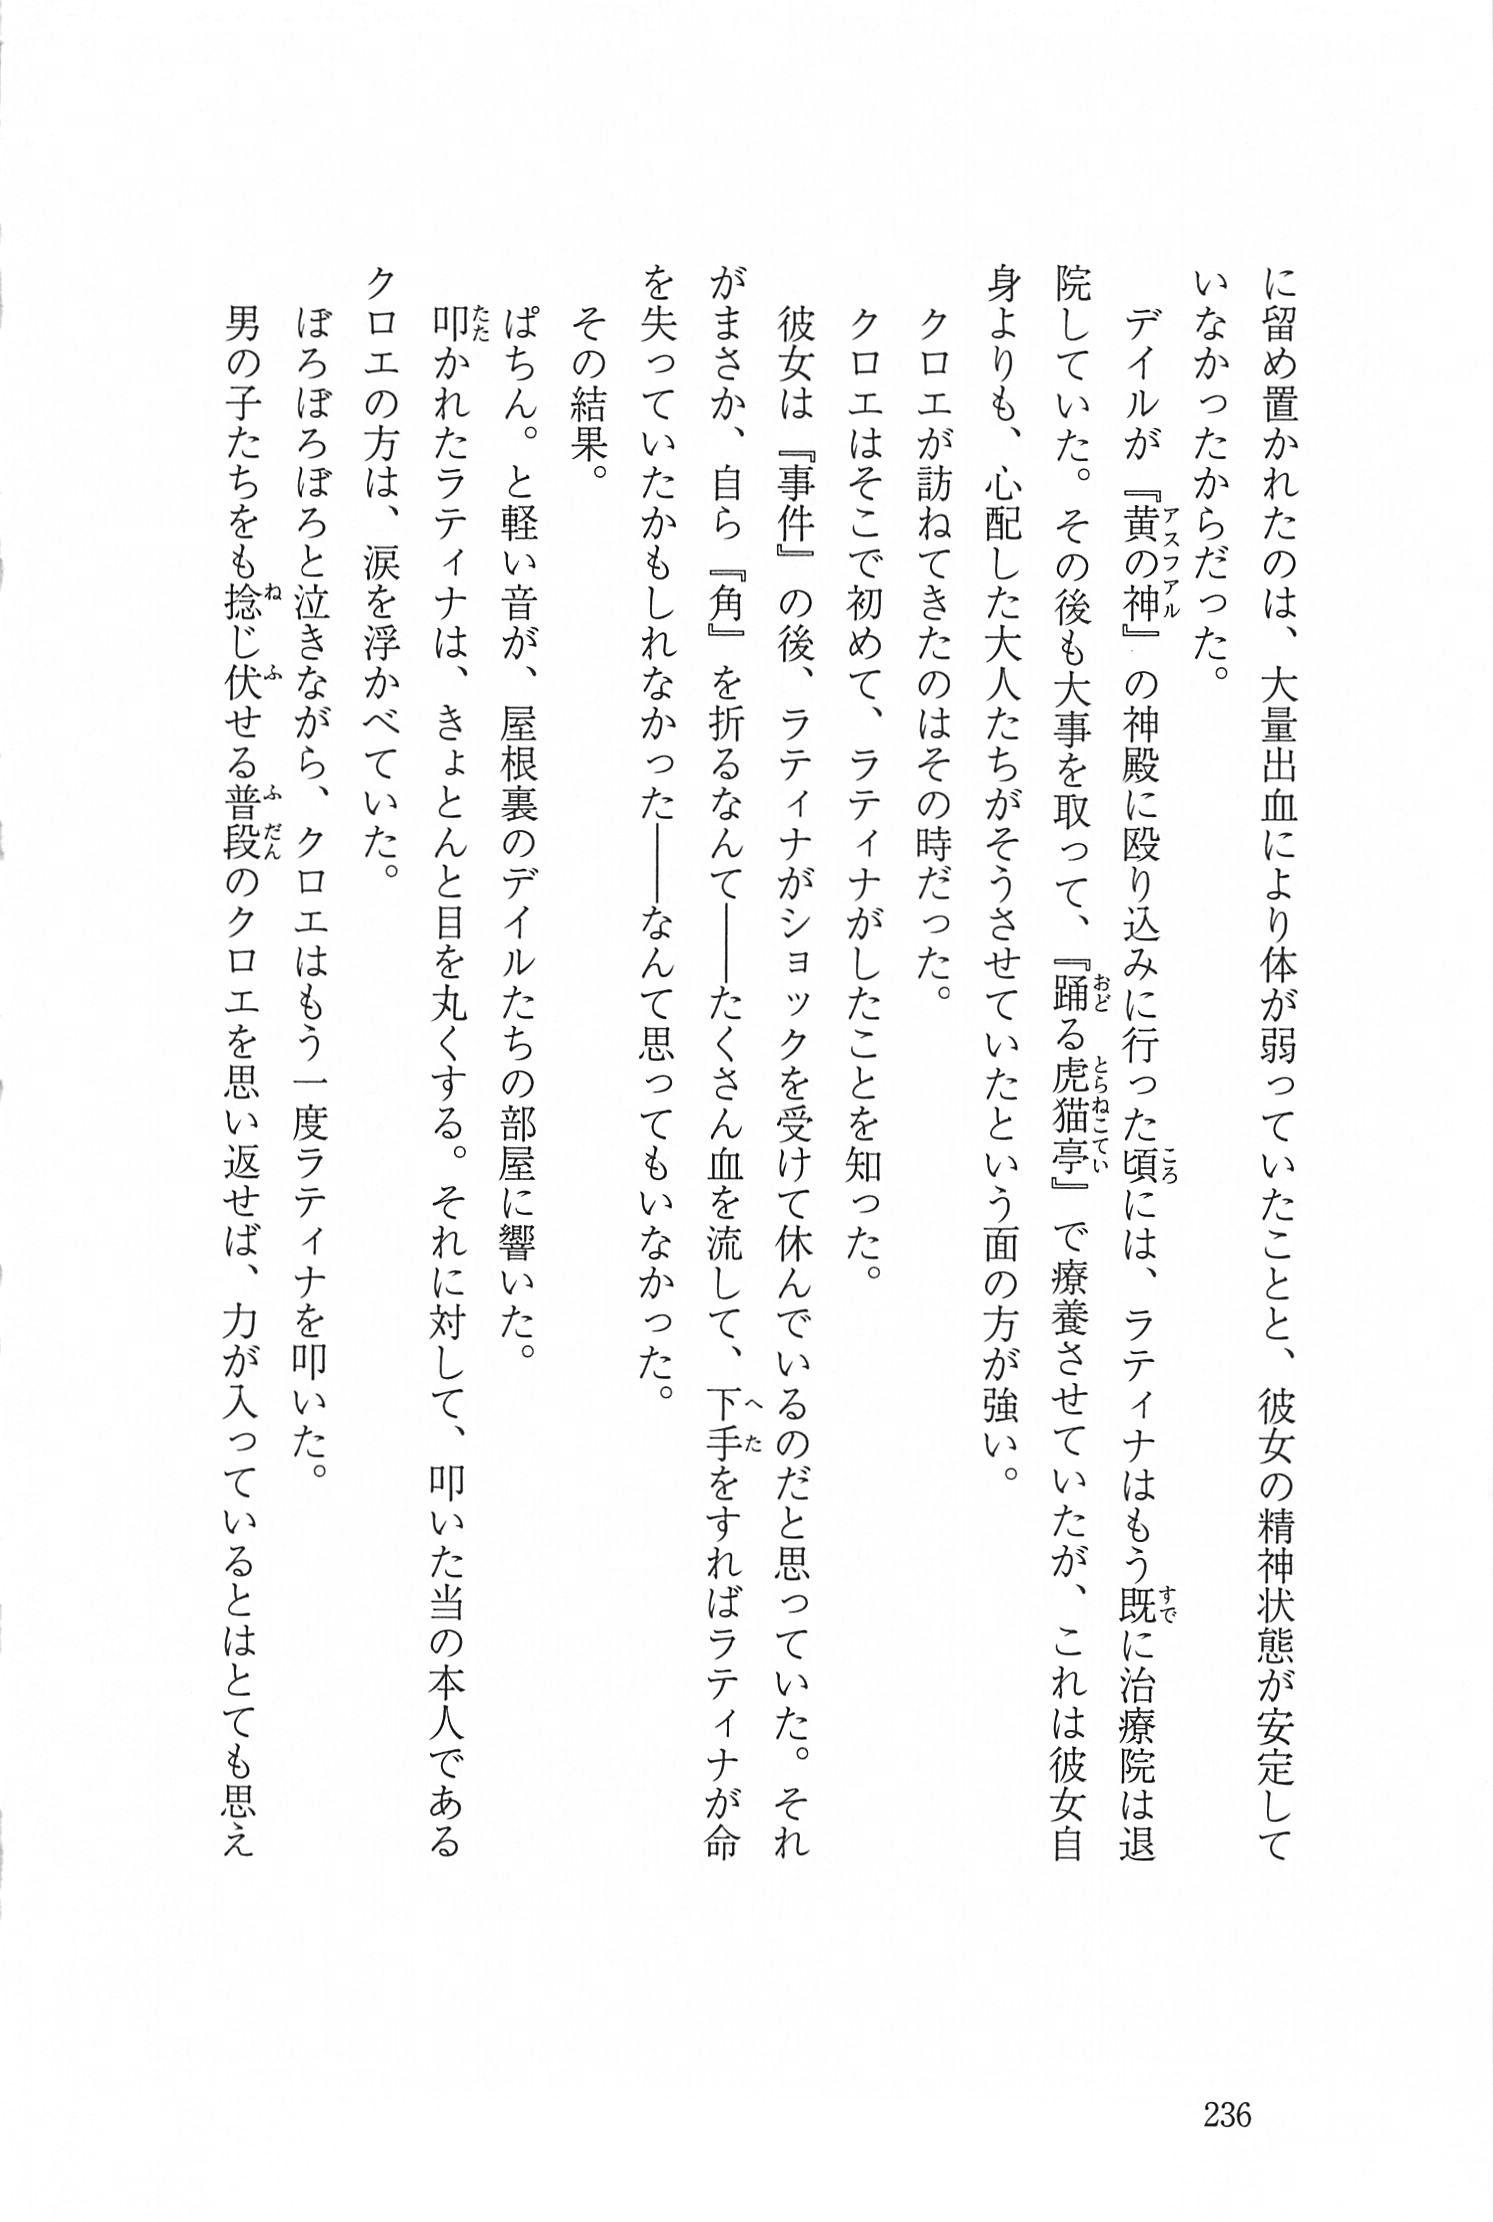 に留め置かれたのは、大量出血により体が弱っていたことと、彼女の精神状態が安定して
いなかったからだった。
デイルが『黄の神』の神殿に殴り込みに行った頃には、ラティナはもう既に治療院は退
院していた。その後も大事を取って、『踊る虎猫亭』で療養させていたが、これは彼女自
身よりも、心配した大人たちがそうさせていたという面の方が強い。
クロエが訪ねてきたのはその時だった。
クロエはそこで初めて、ラティナがしたことを知った。
彼女は『事件』の後、ラティナがショックを受けて休んでいるのだと思っていた。それ
がまさか、自ら『角』を折るなんて――たくさん血を流して、下手をすればラティナが命
を失っていたかもしれなかった――なんて思ってもいなかった。
その結果。
ぱちん。と軽い音が、屋根裏のデイルたちの部屋に響いた。
叩かれたラティナは、きょとんと目を丸くする。それに対して、叩いた当の本人である
クロエの方は、涙を浮かべていた。
ぼろぼろぼろと泣きながら、クロエはもう一度ラティナを叩いた。
男の子たちをも捻じ伏せる普段のクロエを思い返せば、力が入っているとはとても思え
236